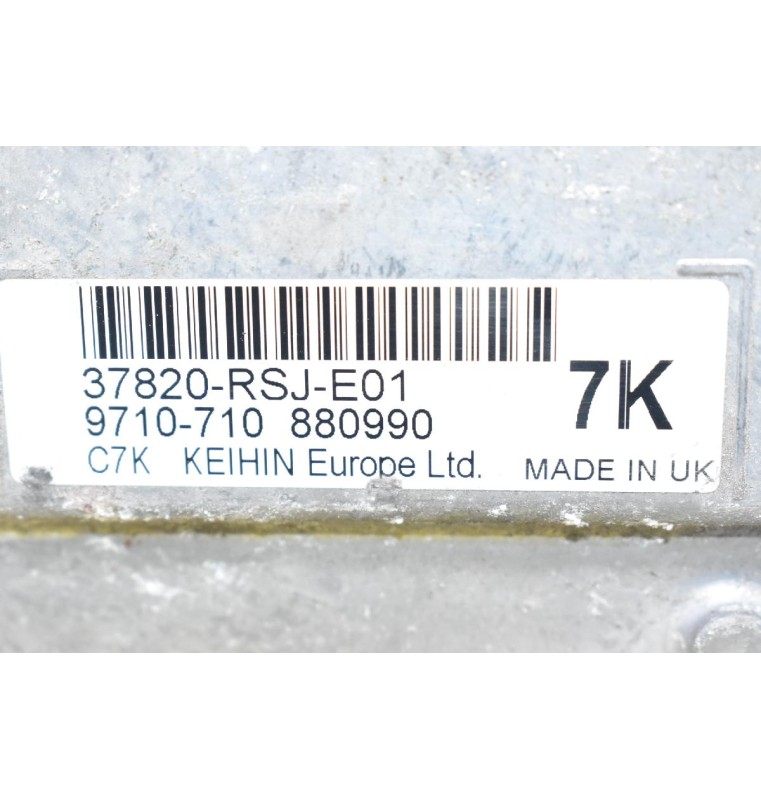 37820-RSJ-E01
7K
9710-710 880990
C7K KEIHIN Europe Ltd. MADE IN UK